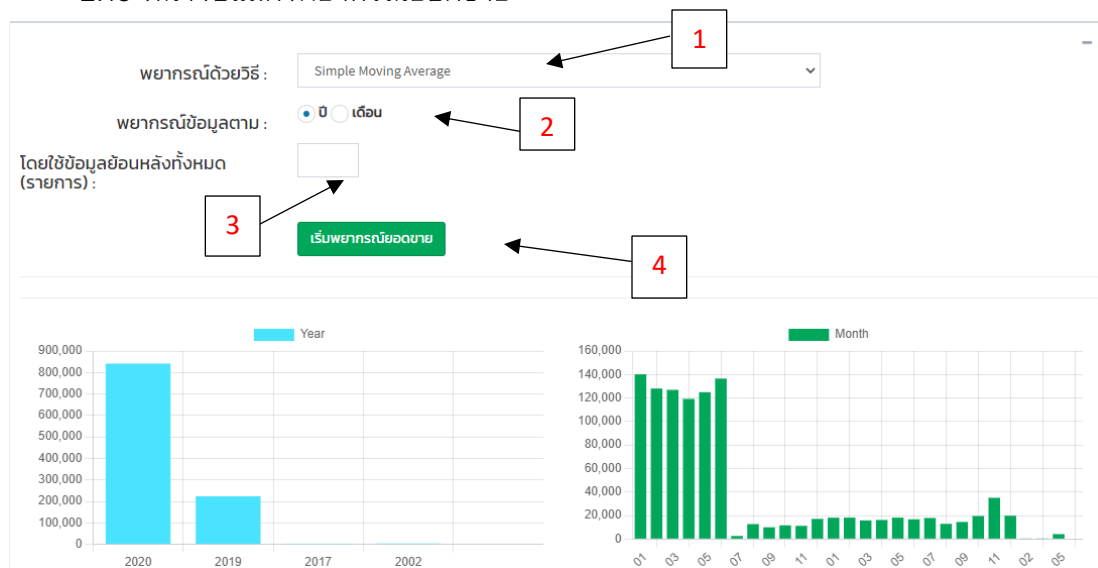 1
พยากรณ์ด้วยวิธี :
Simple Moving Average
พยากรณ์ข้อมูลตาม :
ปี เดือน
2
โดยใช้ข้อมูลย้อนหลังทั้งหมด
(รายการ) :
3
เริ่มพยากรณ์ยอดขาย
4
Year
900,000
800,000
700,000
600,000
500,000
400,000
300,000
200,000
100,000
0
2020 2019 2017 2002
Month
160,000
140,000
120,000
100,000
80,000
60,000
40,000
20,000
0
01 03 05 07 09 11 01 03 05 07 09 11 02 05